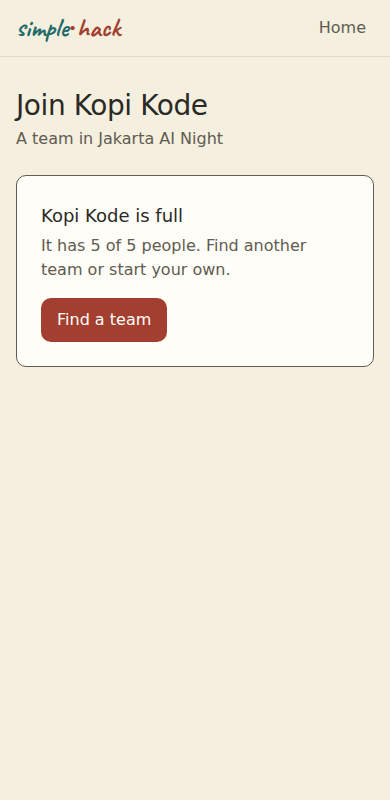 simple·hack
Home
Join Kopi Kode
A team in Jakarta AI Night
Kopi Kode is full
It has 5 of 5 people. Find another
team or start your own.
Find a team